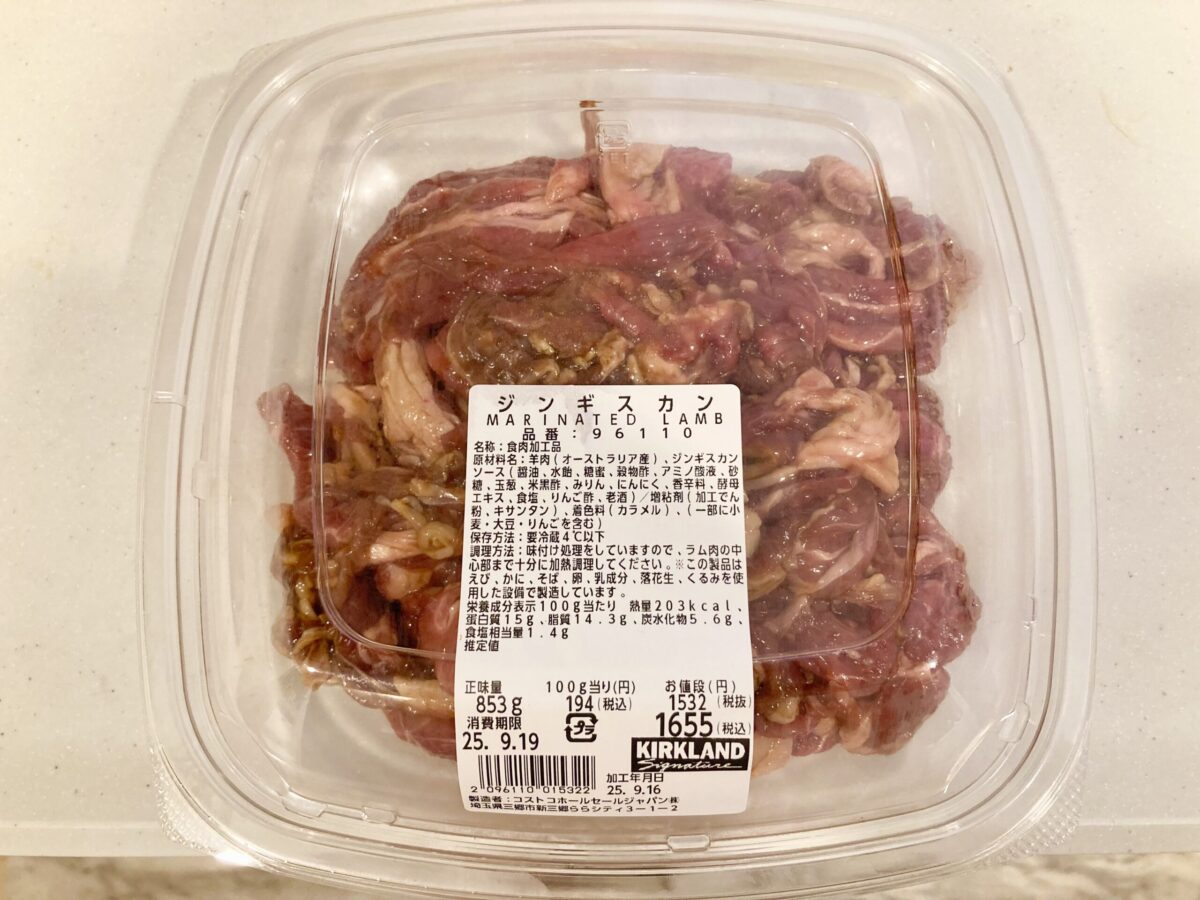 ジンギスカン
MARINATED LAMB
品番:96110
名称:食肉加工品
原材料名:羊肉(オーストラリア産)、ジンギスカン
ソース(醤油、水飴、糖蜜、穀物酢、アミノ酸液、砂
糖、玉葱、米黒酢、みりん、にんにく、香辛料、酵母
エキス、食塩、りんご酢、老酒)/増粘剤(加工でん
粉、キサンタン)、着色料(カラメル)、(一部に小
麦・大豆・りんごを含む)
保存方法:要冷蔵4℃以下
調理方法:味付け処理をしていますので、ラム肉の中
心部まで十分に加熱調理してください。※この製品は
えび、かに、そば、卵、乳成分、落花生、くるみを使
用した設備で製造しています。
栄養成分表示100g当たり 熱量203kcal、
蛋白質15g、脂質14.3g、炭水化物5.6g、
食塩相当量1.4g
推定値
正味量 100g当り(円) お値段(円)
853g 194(税込) 1532(税抜)
消費期限 プラ 1655(税込)
25. 9.19
KIRKLAND
Signature
加工年月日
2 096110 015322 25. 9.16
製造者:コストコホールセールジャパン㈱
埼玉県三郷市新三郷ららシティ3-1-2